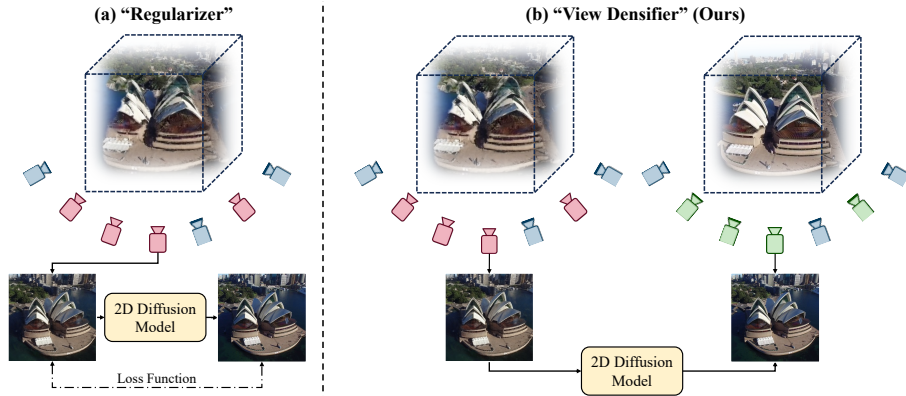 (a) “Regularizer”
(b) “View Densifier” (Ours)
2D Diffusion
Model
Loss Function
2D Diffusion
Model